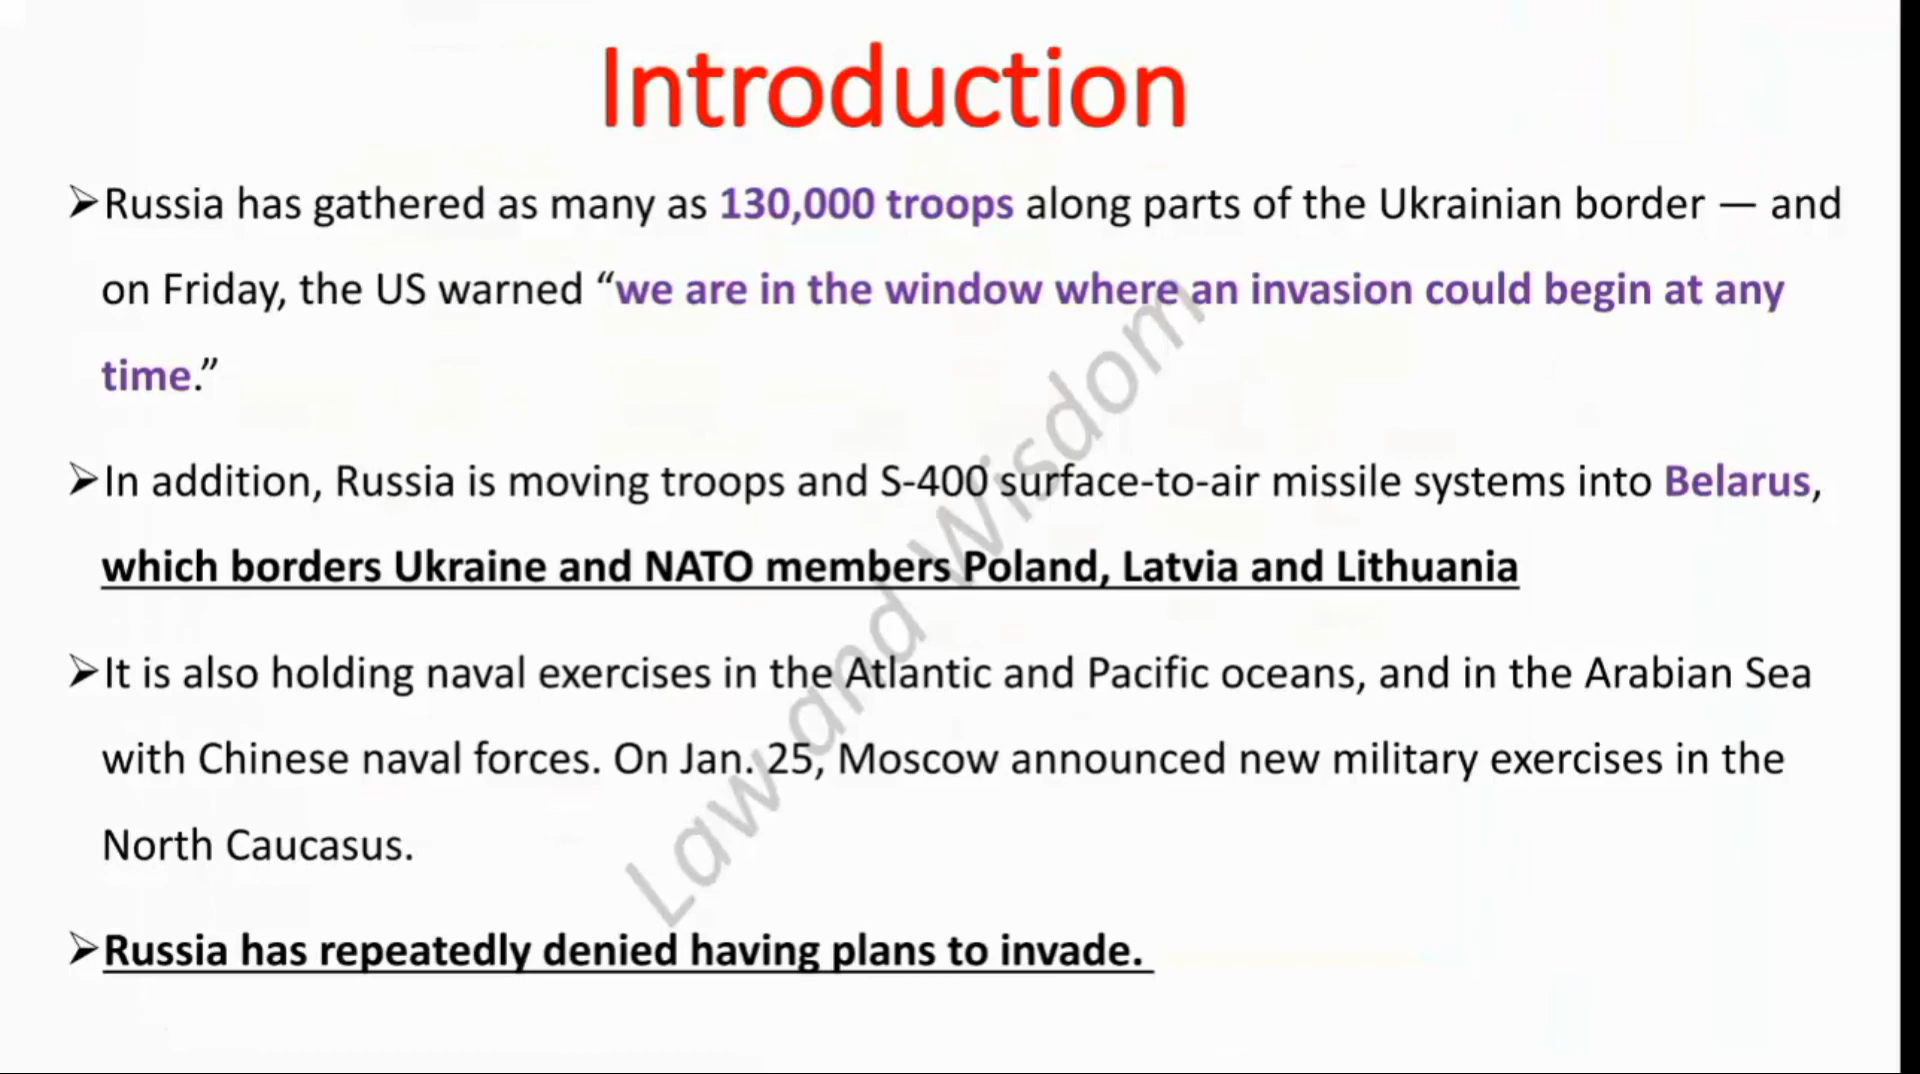 Introduction
➢Russia has gathered as many as 130,000 troops along parts of the Ukrainian border — and
on Friday, the US warned “we are in the window where an invasion could begin at any
time.”
➢In addition, Russia is moving troops and S-400 surface-to-air missile systems into Belarus,
which borders Ukraine and NATO members Poland, Latvia and Lithuania
➢It is also holding naval exercises in the Atlantic and Pacific oceans, and in the Arabian Sea
with Chinese naval forces. On Jan. 25, Moscow announced new military exercises in the
North Caucasus.
➢Russia has repeatedly denied having plans to invade.
Law and Wisdom